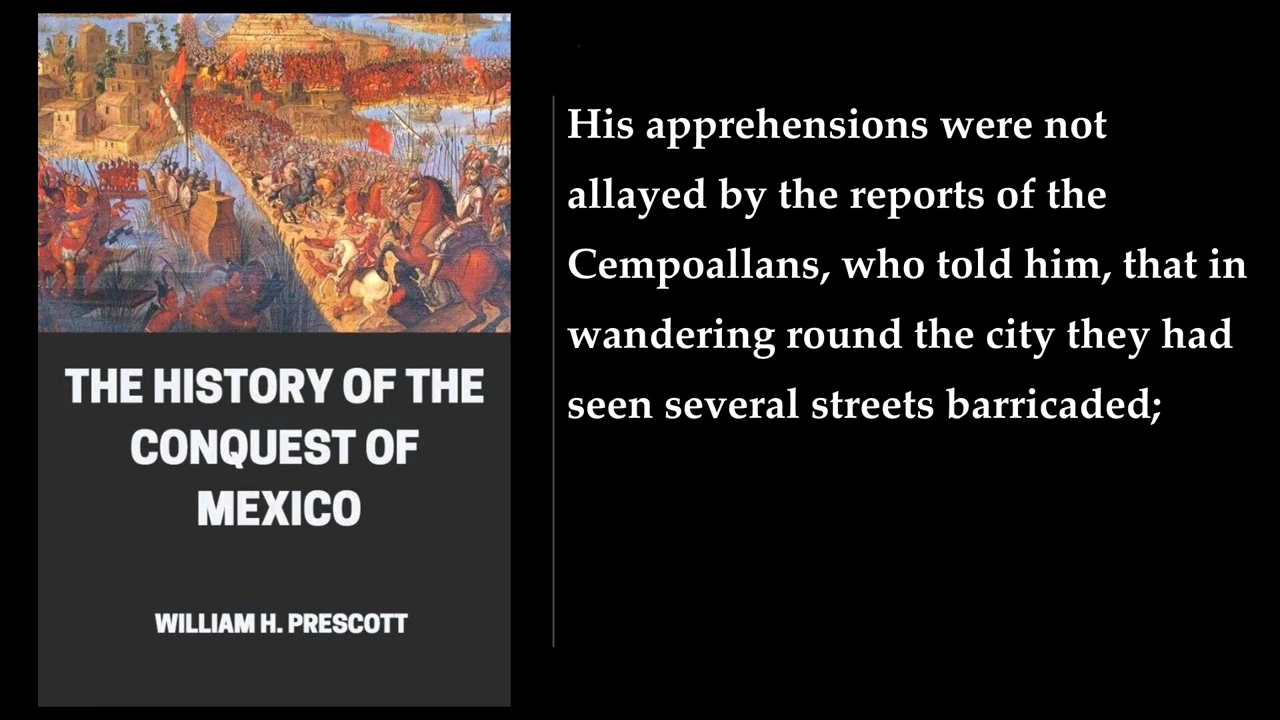 THE HISTORY OF THE
CONQUEST OF
MEXICO
WILLIAM H. PRESCOTT
His apprehensions were not
allayed by the reports of the
Cempoallans, who told him, that in
wandering round the city they had
seen several streets barricaded;